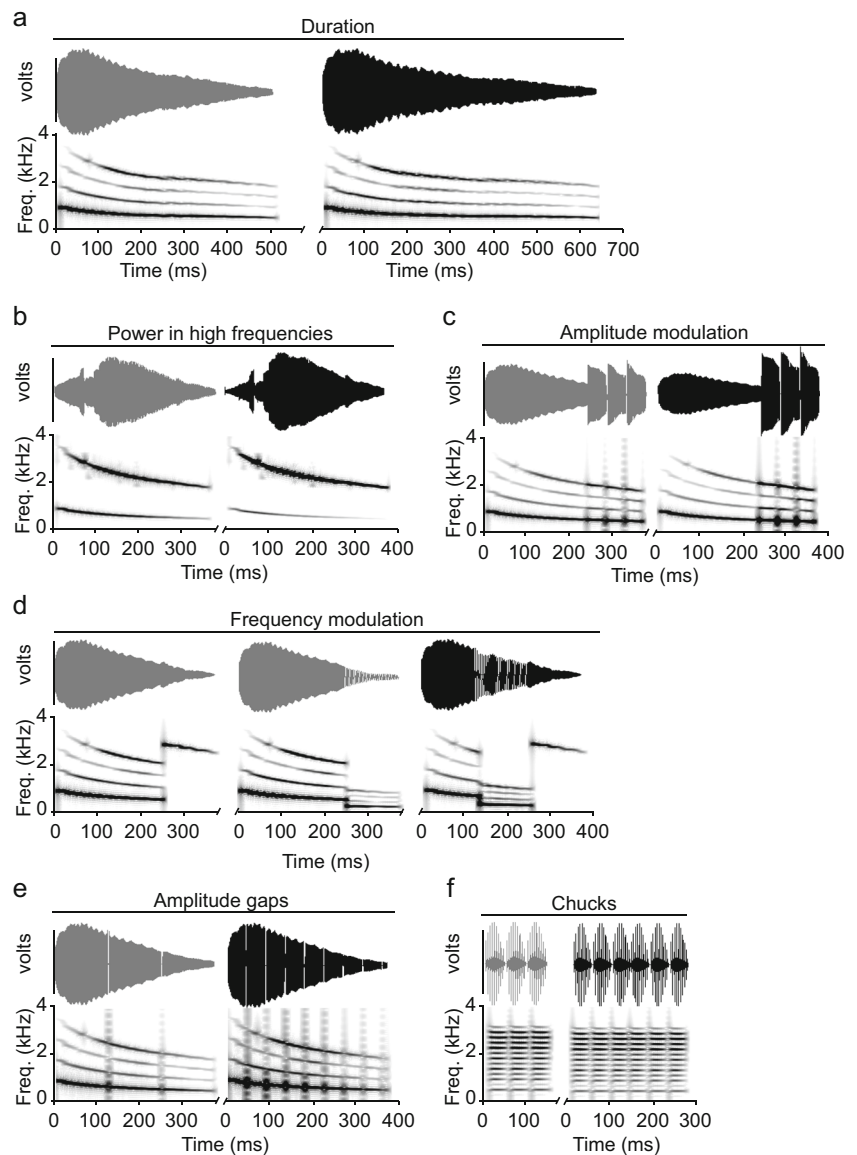 a
Duration
volts
Freq. (kHz)
4
2
0
0 100 200 300 400 500 0 100 200 300 400 500 600 700
Time (ms) Time (ms)
b
Power in high frequencies
volts
Freq. (kHz)
4
2
0
0 100 200 300 0 100 200 300 400
Time (ms)
c
Amplitude modulation
volts
Freq. (kHz)
4
2
0
0 100 200 300 0 100 200 300 400
Time (ms)
d
Frequency modulation
volts
Freq. (kHz)
4
2
0
0 100 200 300 0 100 200 300 0 100 200 300 400
Time (ms)
e
Amplitude gaps
volts
Freq. (kHz)
4
2
0
0 100 200 300 0 100 200 300 400
Time (ms)
f
Chucks
volts
Freq. (kHz)
4
2
0
0 100 0 100 200 300
Time (ms)